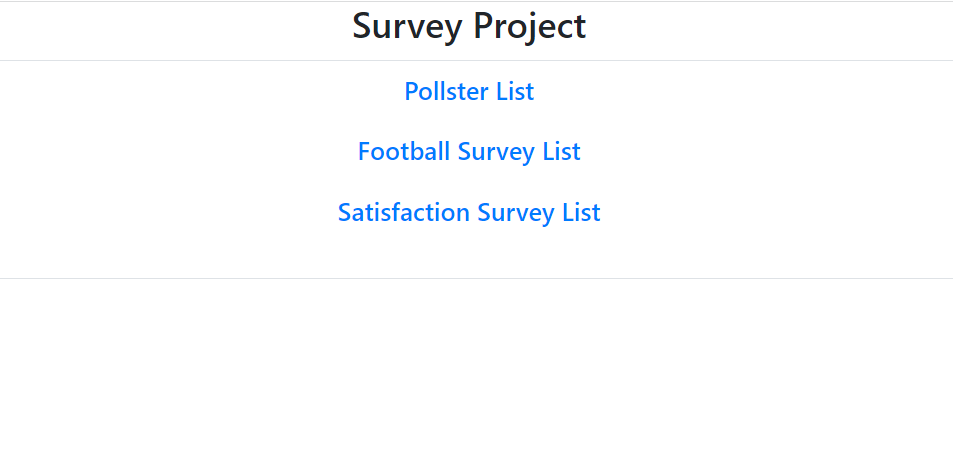 Survey Project
Pollster List
Football Survey List
Satisfaction Survey List